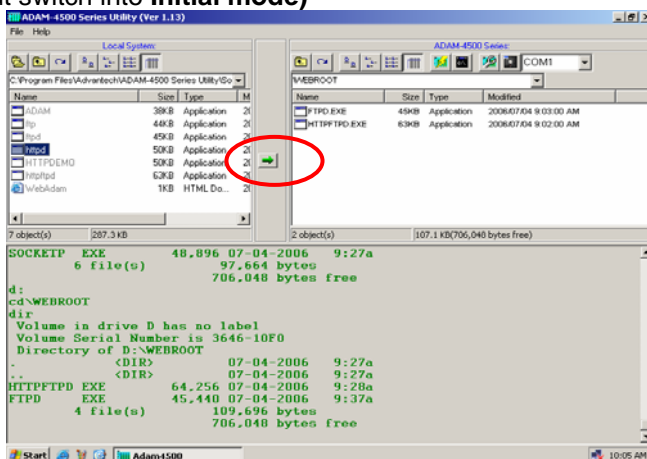 t switch into Initial mode)
ADAM-4500 Series Utility (Ver 1.13)
File Help
Local System: ADAM-4500 Series:
COM1
C:\Program Files\Advantech\ADAM-4500 Series Utility\So \WEBROOT
Name Size Type M Name Size Type Modified
ADAM 38KB Application 20 FTPD.EXE 45KB Application 2006/07/04 9:03:00 AM
ftp 44KB Application 20 HTTPFTPD.EXE 63KB Application 2006/07/04 9:02:00 AM
ftpd 45KB Application 20
httpd 50KB Application 20
HTTPDEMO 50KB Application 20
httpftpd 63KB Application 20
WebAdam 1KB HTML Do... 20
7 object(s) 287.3 KB 2 object(s) 107.1 KB(706,048 bytes free)
SOCKETP EXE 48,896 07-04-2006 9:27a
6 file(s) 97,664 bytes
706,048 bytes free
d:
cd\WEBROOT
dir
Volume in drive D has no label
Volume Serial Number is 3646-10F0
Directory of D:\WEBROOT
. <DIR> 07-04-2006 9:27a
.. <DIR> 07-04-2006 9:27a
HTTPFTPD EXE 64,256 07-04-2006 9:28a
FTPD EXE 45,440 07-04-2006 9:37a
4 file(s) 109,696 bytes
706,048 bytes free
Start Adam4500 10:05 AM